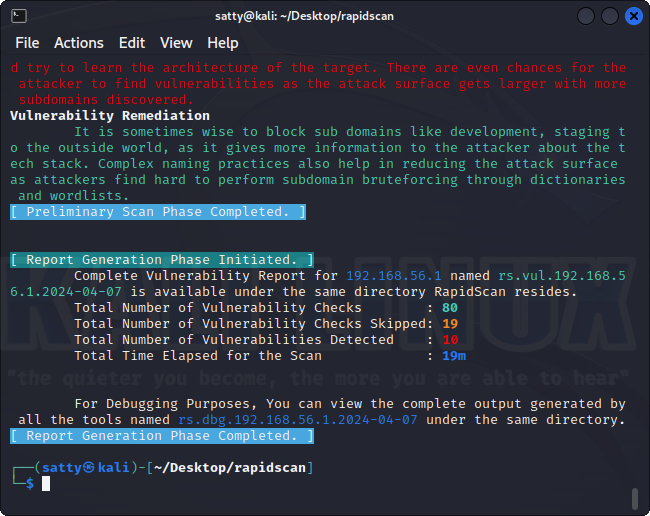 satty@kali: ~/Desktop/rapidscan
File Actions Edit View Help
d try to learn the architecture of the target. There are even chances for the
attacker to find vulnerabilities as the attack surface gets larger with more
subdomains discovered.
Vulnerability Remediation
It is sometimes wise to block sub domains like development, staging t
o the outside world, as it gives more information to the attacker about the t
ech stack. Complex naming practices also help in reducing the attack surface
as attackers find hard to perform subdomain bruteforcing through dictionaries
and wordlists.
[ Preliminary Scan Phase Completed. ]
[ Report Generation Phase Initiated. ]
Complete Vulnerability Report for 192.168.56.1 named rs.vul.192.168.5
6.1.2024-04-07 is available under the same directory RapidScan resides.
Total Number of Vulnerability Checks : 80
Total Number of Vulnerability Checks Skipped: 19
Total Number of Vulnerabilities Detected : 10
Total Time Elapsed for the Scan : 19m
"the quieter you become, the more you are able to hear"
For Debugging Purposes, You can view the complete output generated by
all the tools named rs.dbg.192.168.56.1.2024-04-07 under the same directory.
[ Report Generation Phase Completed. ]
┌──(satty㉿kali)-[~/Desktop/rapidscan]
└─$